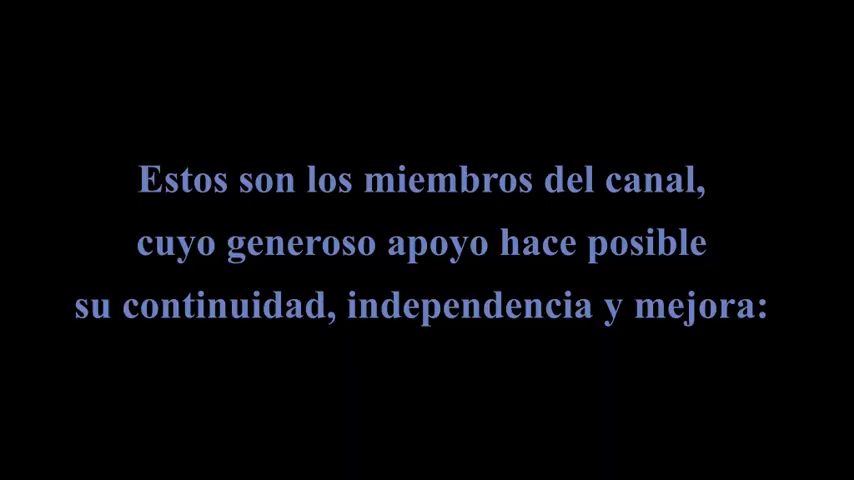 Estos son los miembros del canal,
cuyo generoso apoyo hace posible
su continuidad, independencia y mejora: